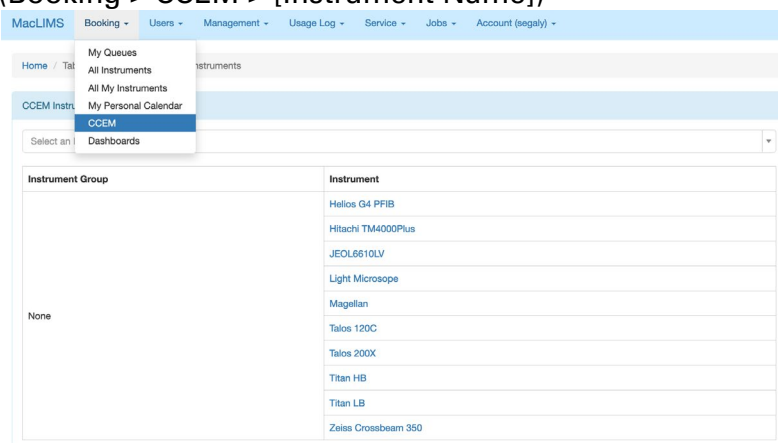 (Booking > CCEM > [Instrument Name])
MacLIMS Booking Users Management Usage Log Service Jobs Account (segaly)
My Queues
Home / Tab nstruments
All Instruments
All My Instruments
CCEM Instru
My Personal Calendar
CCEM
Select an
Dashboards
Instrument Group Instrument
Helios G4 PFIB
Hitachi TM4000Plus
JEOL6610LV
Light Microsope
Magellan
None
Talos 120C
Talos 200X
Titan HB
Titan LB
Zeiss Crossbeam 350